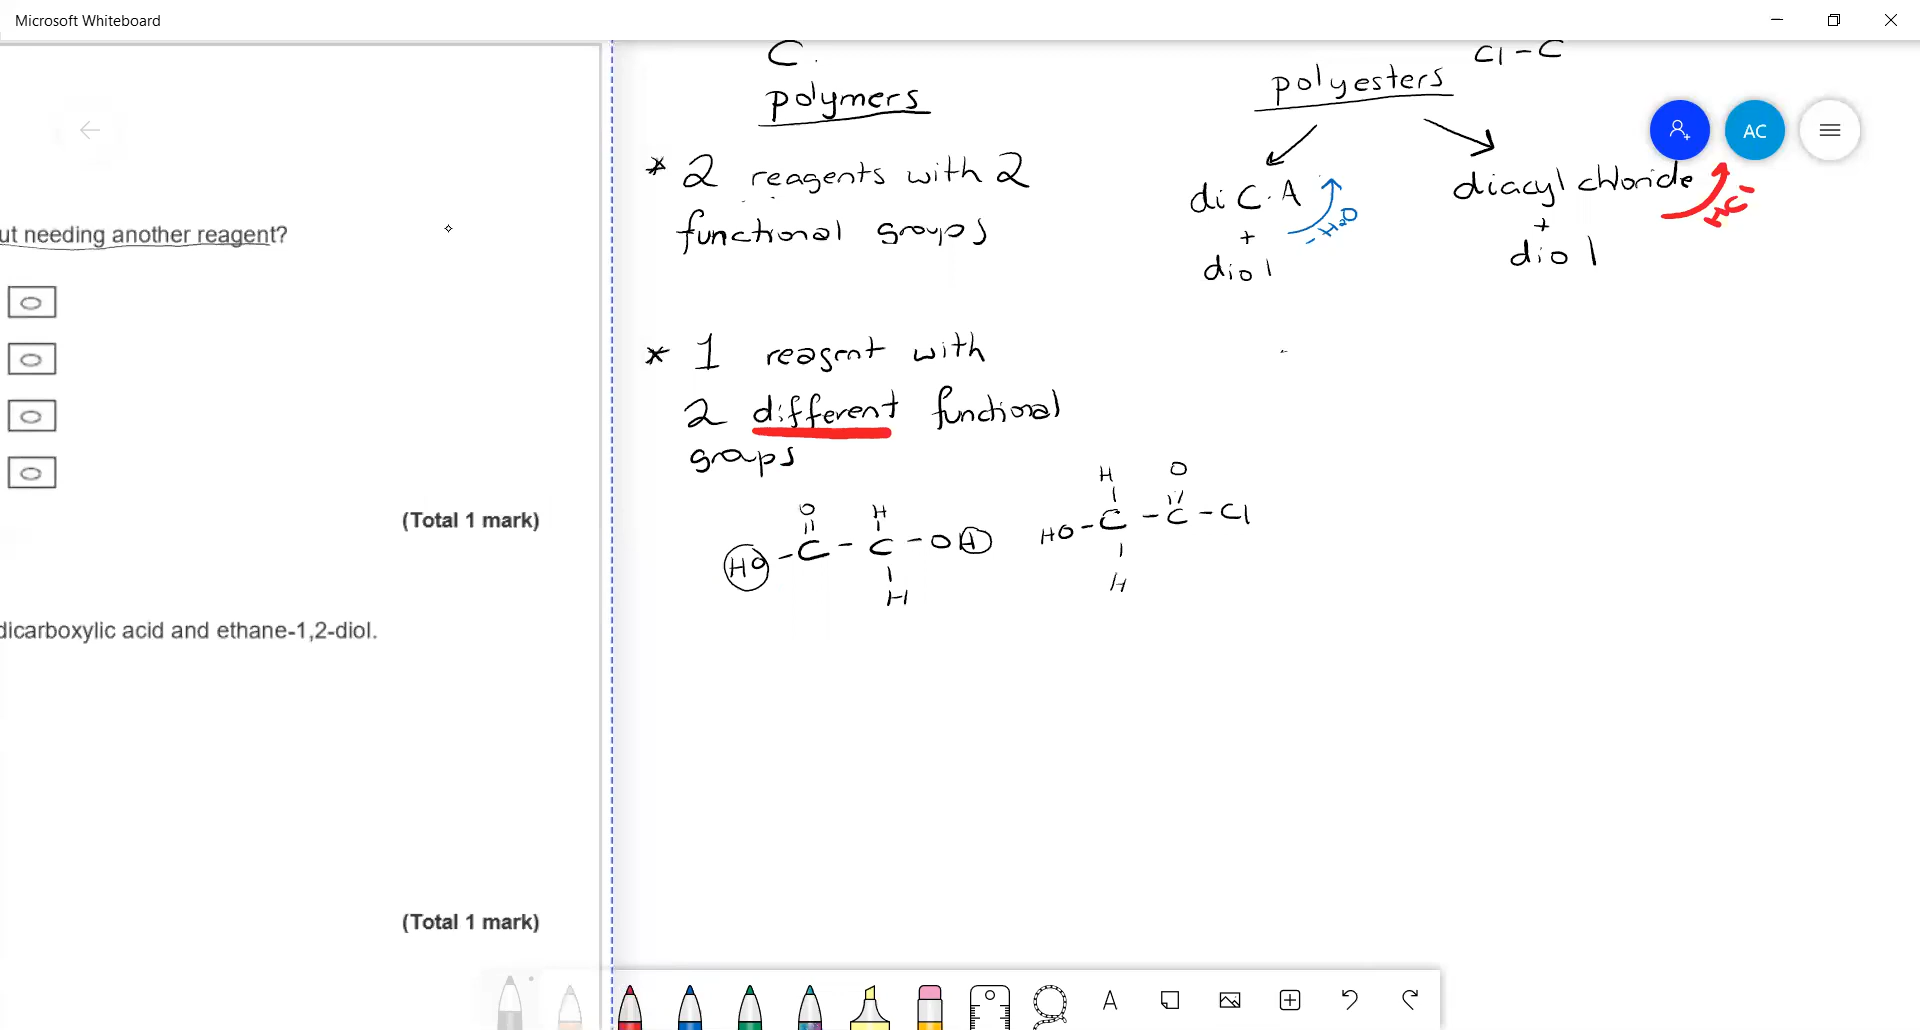 Microsoft Whiteboard
ut needing another reagent?
(Total 1 mark)
dicarboxylic acid and ethane-1,2-diol.
(Total 1 mark)
C.
polymers
* 2 reagents with 2
functional groups
* 1 reagent with
2 different functional
groups
O H
HO - C - C - OH
H
H O
HO - C - C - Cl
H
Cl - C
polyesters
di C.A
+
diol
- H2O
diacyl chloride
+
diol
AC
A